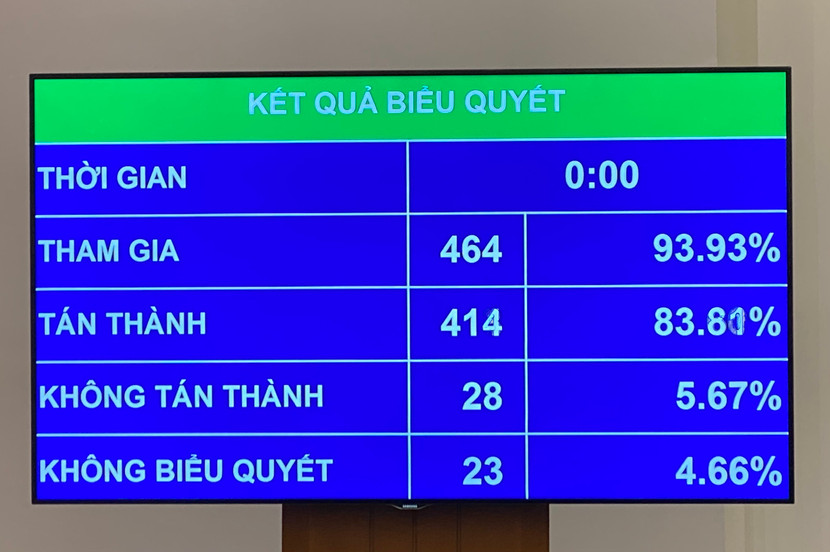 KẾT QUẢ BIỂU QUYẾT
THỜI GIAN 0:00
THAM GIA 464 93.93%
TÁN THÀNH 414
KHÔNG TÁN THÀNH 28 5.67%
KHÔNG BIỂU QUYẾT 23 4.66%